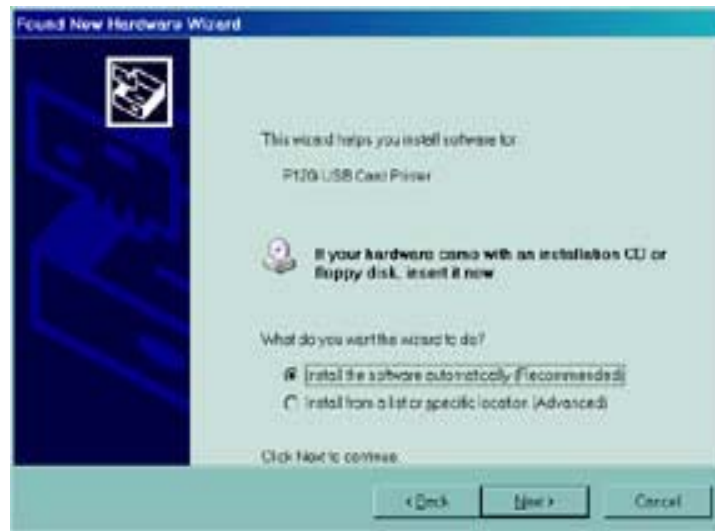 Found New Hardware Wizard
This wizard helps you install software for:
P120i USB Card Printer
If your hardware came with an installation CD or
floppy disk, insert it now
What do you want the wizard to do?
Install the software automatically (Recommended)
Install from a list or specific location (Advanced)
Click Next to continue.
< Back
Next >
Cancel